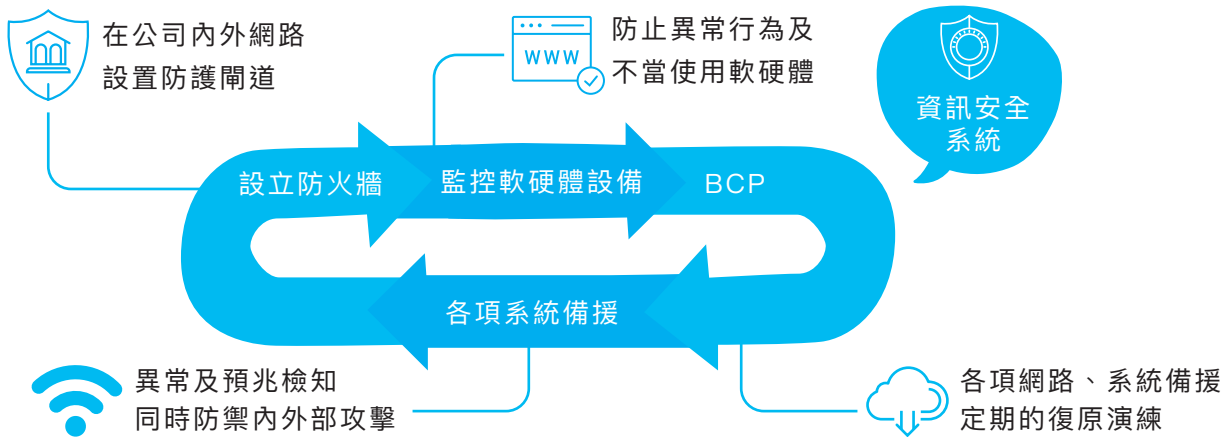 在公司內外網路
設置防護閘道
WWW
防止異常行為及
不當使用軟硬體
資訊安全
系統
設立防火牆
監控軟硬體設備
BCP
各項系統備援
異常及預兆檢知
同時防禦內外部攻擊
各項網路、系統備援
定期的復原演練